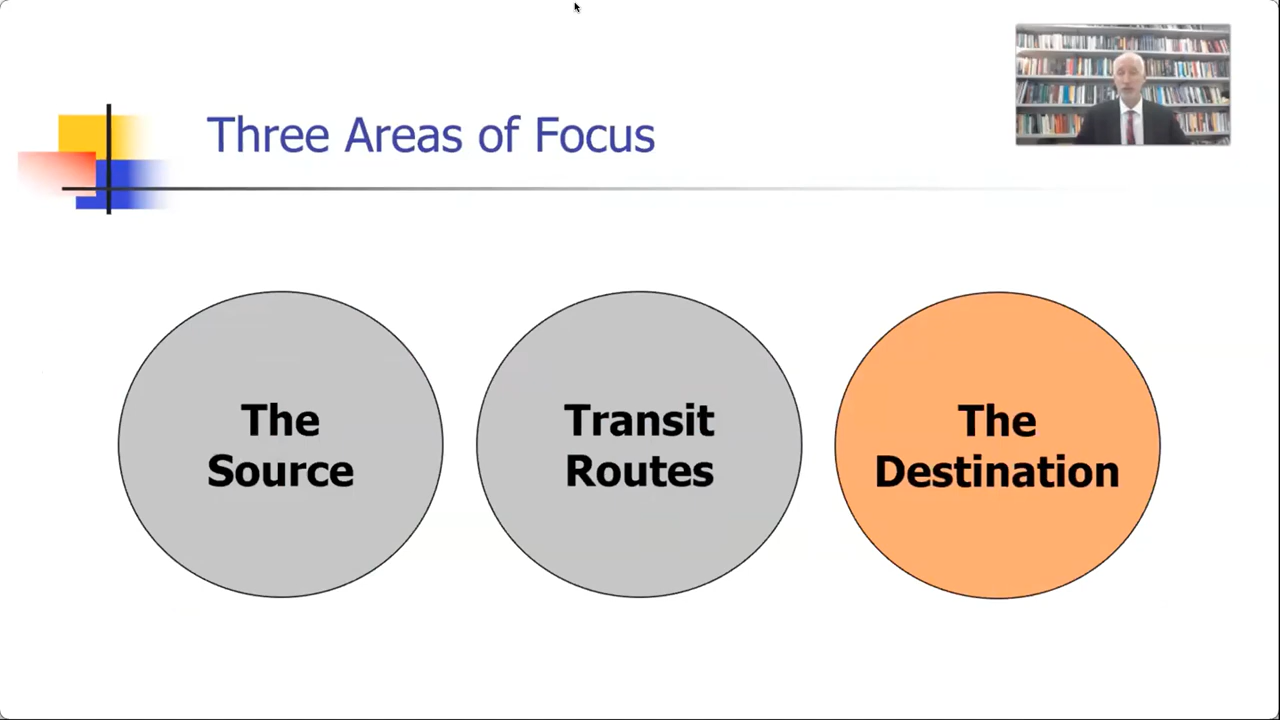 Three Areas of Focus
The
Source
Transit
Routes
The
Destination